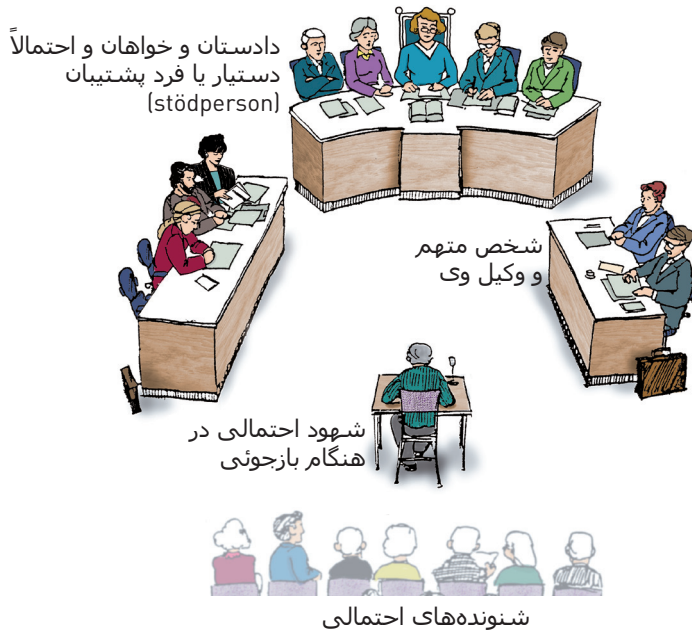 دادستان و خواهان و احتمالاً
دستیار یا فرد پشتیبان
(stödperson)
شخص متهم
و وکیل وی
شهود احتمالی در
هنگام بازجوئی
شنونده‌های احتمالی